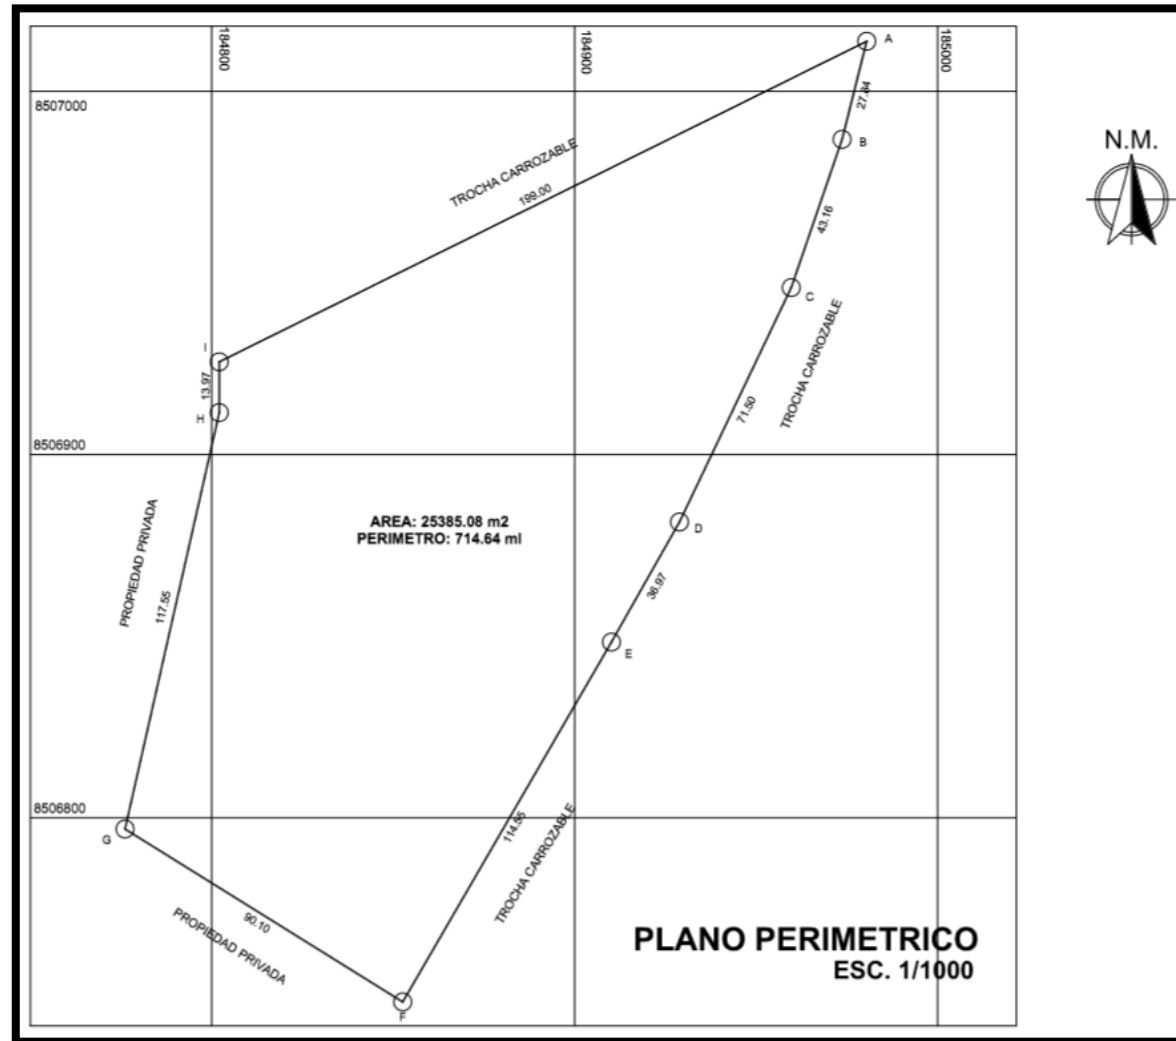 184800
184900
185000
A
8507000
27.84
B
N.M.
TROCHA CARROZABLE
199.00
43.16
C
TROCHA CARROZABLE
I
13.97
H
71.50
8506900
AREA: 25385.08 m2
PERIMETRO: 714.64 ml
D
PROPIEDAD PRIVADA
117.55
36.97
E
8506800
G
114.55
TROCHA CARROZABLE
90.10
PROPIEDAD PRIVADA
F
PLANO PERIMETRICO
ESC. 1/1000